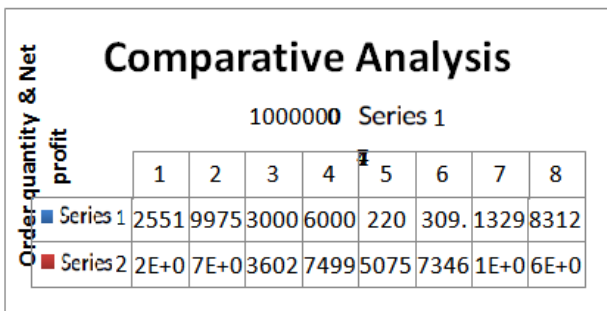 Comparative Analysis
Order quantity & Net
profit
1000000 Series 1
1 2 3 4 5 6 7 8
Series 1 2551 9975 3000 6000 220 309. 1329 8312
Series 2 2E+0 7E+0 3602 7499 5075 7346 1E+0 6E+0